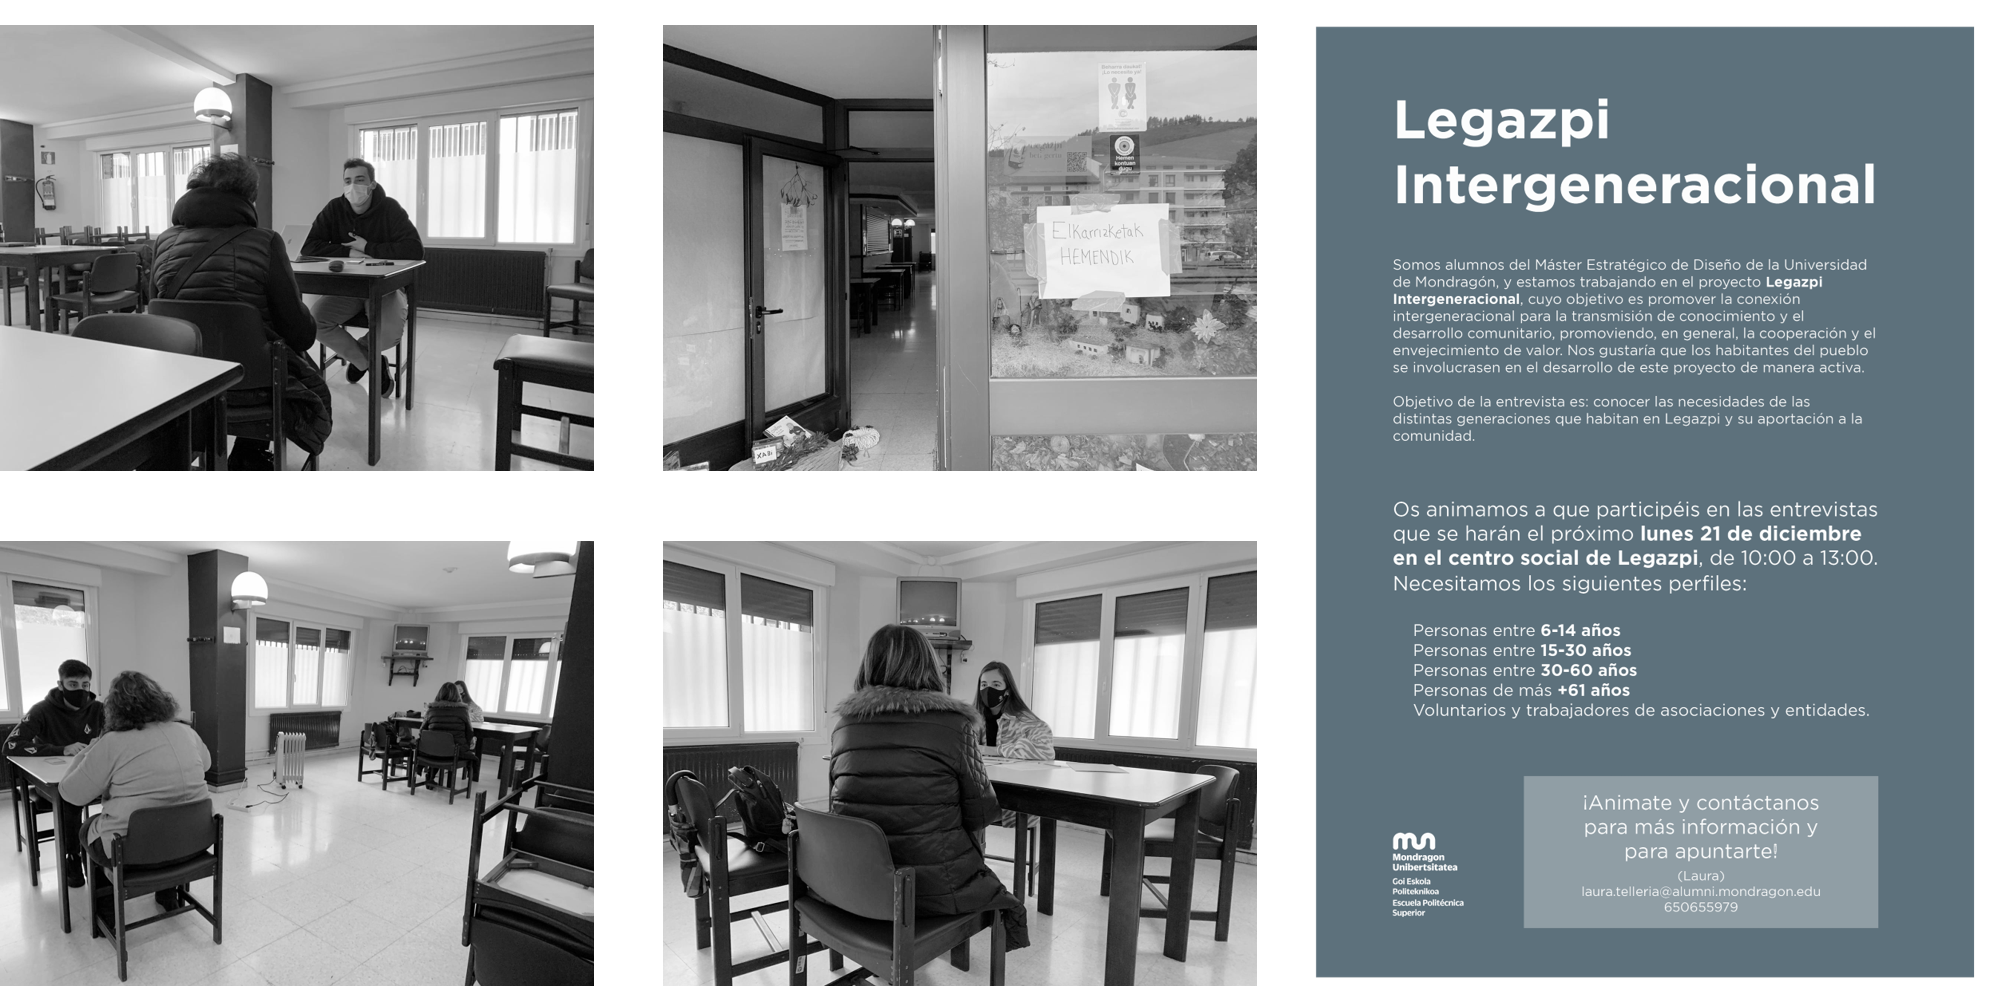 Elkarrizketak
HEMENDIK
XABI
Legazpi
Intergeneracional
Somos alumnos del Máster Estratégico de Diseño de la Universidad
de Mondragón, y estamos trabajando en el proyecto Legazpi
Intergeneracional, cuyo objetivo es promover la conexión
intergeneracional para la transmisión de conocimiento y el
desarrollo comunitario, promoviendo, en general, la cooperación y el
envejecimiento de valor. Nos gustaría que los habitantes del pueblo
se involucrasen en el desarrollo de este proyecto de manera activa.
Objetivo de la entrevista es: conocer las necesidades de las
distintas generaciones que habitan en Legazpi y su aportación a la
comunidad.
Os animamos a que participéis en las entrevistas
que se harán el próximo lunes 21 de diciembre
en el centro social de Legazpi, de 10:00 a 13:00.
Necesitamos los siguientes perfiles:
Personas entre 6-14 años
Personas entre 15-30 años
Personas entre 30-60 años
Personas de más +61 años
Voluntarios y trabajadores de asociaciones y entidades.
mu
Mondragon
Unibertsitatea
Goi Eskola
Politeknikoa
Escuela Politécnica
Superior
¡Animate y contáctanos
para más información y
para apuntarte!
(Laura)
laura.telleria@alumni.mondragon.edu
650655979